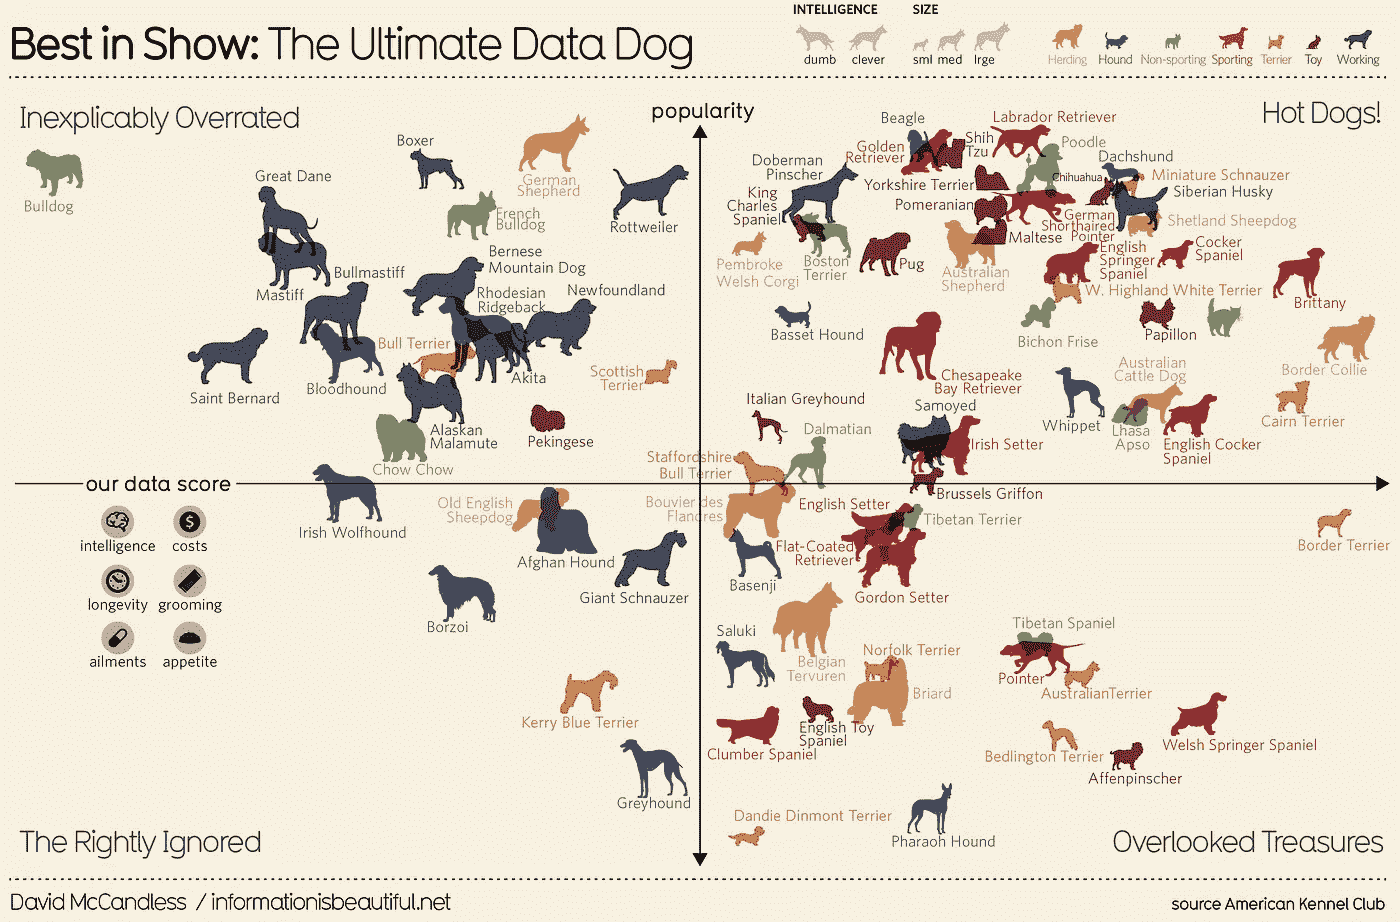 INTELLIGENCE
SIZE
Best in Show: The Ultimate Data Dog
dumb
clever
sml
med
lrge
Herding
Hound
Non-sporting
Sporting
Terrier
Toy
Working
Inexplicably Overrated
popularity
Hot Dogs!
Bulldog
Great Dane
Boxer
German
Shepherd
French
Bulldog
Rottweiler
Mastiff
Bullmastiff
Bernese
Mountain Dog
Rhodesian
Ridgeback
Newfoundland
Bull Terrier
Saint Bernard
Bloodhound
Akita
Scottish
Terrier
Alaskan
Malamute
Pekingese
Chow Chow
Beagle
Labrador Retriever
Golden
Retriever
Shih
Tzu
Poodle
Doberman
Pinscher
Dachshund
Yorkshire Terrier
Chihuahua
Miniature Schnauzer
King
Charles
Spaniel
Siberian Husky
Pomeranian
German
Shorthaired
Pointer
Shetland Sheepdog
Maltese
Pembroke
Welsh Corgi
Boston
Terrier
Pug
Australian
Shepherd
English
Springer
Spaniel
Cocker
Spaniel
W. Highland White Terrier
Brittany
Basset Hound
Bichon Frise
Papillon
Chesapeake
Bay Retriever
Australian
Cattle Dog
Border Collie
Italian Greyhound
Samoyed
Whippet
Lhasa
Apso
Cairn Terrier
Dalmatian
Irish Setter
English Cocker
Spaniel
Staffordshire
Bull Terrier
our data score
Brussels Griffon
intelligence
costs
longevity
grooming
ailments
appetite
Irish Wolfhound
Old English
Sheepdog
Afghan Hound
Giant Schnauzer
Borzoi
Kerry Blue Terrier
Greyhound
Bouvier des
Flandres
English Setter
Tibetan Terrier
Border Terrier
Flat-Coated
Retriever
Basenji
Gordon Setter
Saluki
Belgian
Tervuren
Norfolk Terrier
Briard
Tibetan Spaniel
Pointer
AustralianTerrier
Clumber Spaniel
English Toy
Spaniel
Bedlington Terrier
Welsh Springer Spaniel
Affenpinscher
Dandie Dinmont Terrier
Pharaoh Hound
The Rightly Ignored
Overlooked Treasures
David McCandless / informationisbeautiful.net
source American Kennel Club